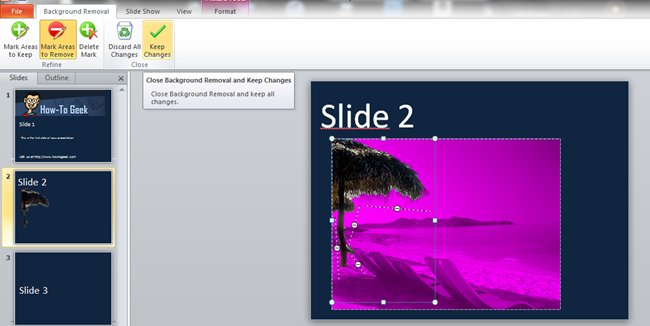 File Background Removal Slide Show Format
Mark Areas to Keep
Mark Areas to Remove
Delete Mark
Discard All Changes
Keep Changes
Refine
Close
Slides Outline
Close Background Removal and Keep Changes
Close Background Removal and keep all
changes.
1
How-To Geek
Slide 1
This is the first slide of your presentation
visit us at http://www.howtogeek.com
2
Slide 2
3
Slide 3
Slide 2